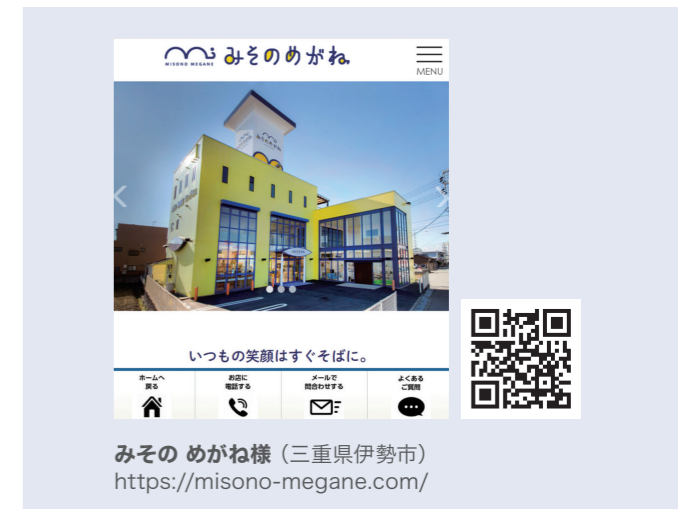 MISONO MEGANE
みそのめがね
MENU
いつもの笑顔はすぐそばに。
ホームへ
戻る
お店に
電話する
メールで
問合わせする
よくある
ご質問
みその めがね様（三重県伊勢市）
https://misono-megane.com/